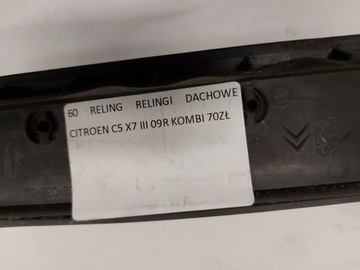 60 RELING RELINGI DACHOWE
CITROEN C5 X7 III 09R KOMBI 70ZŁ